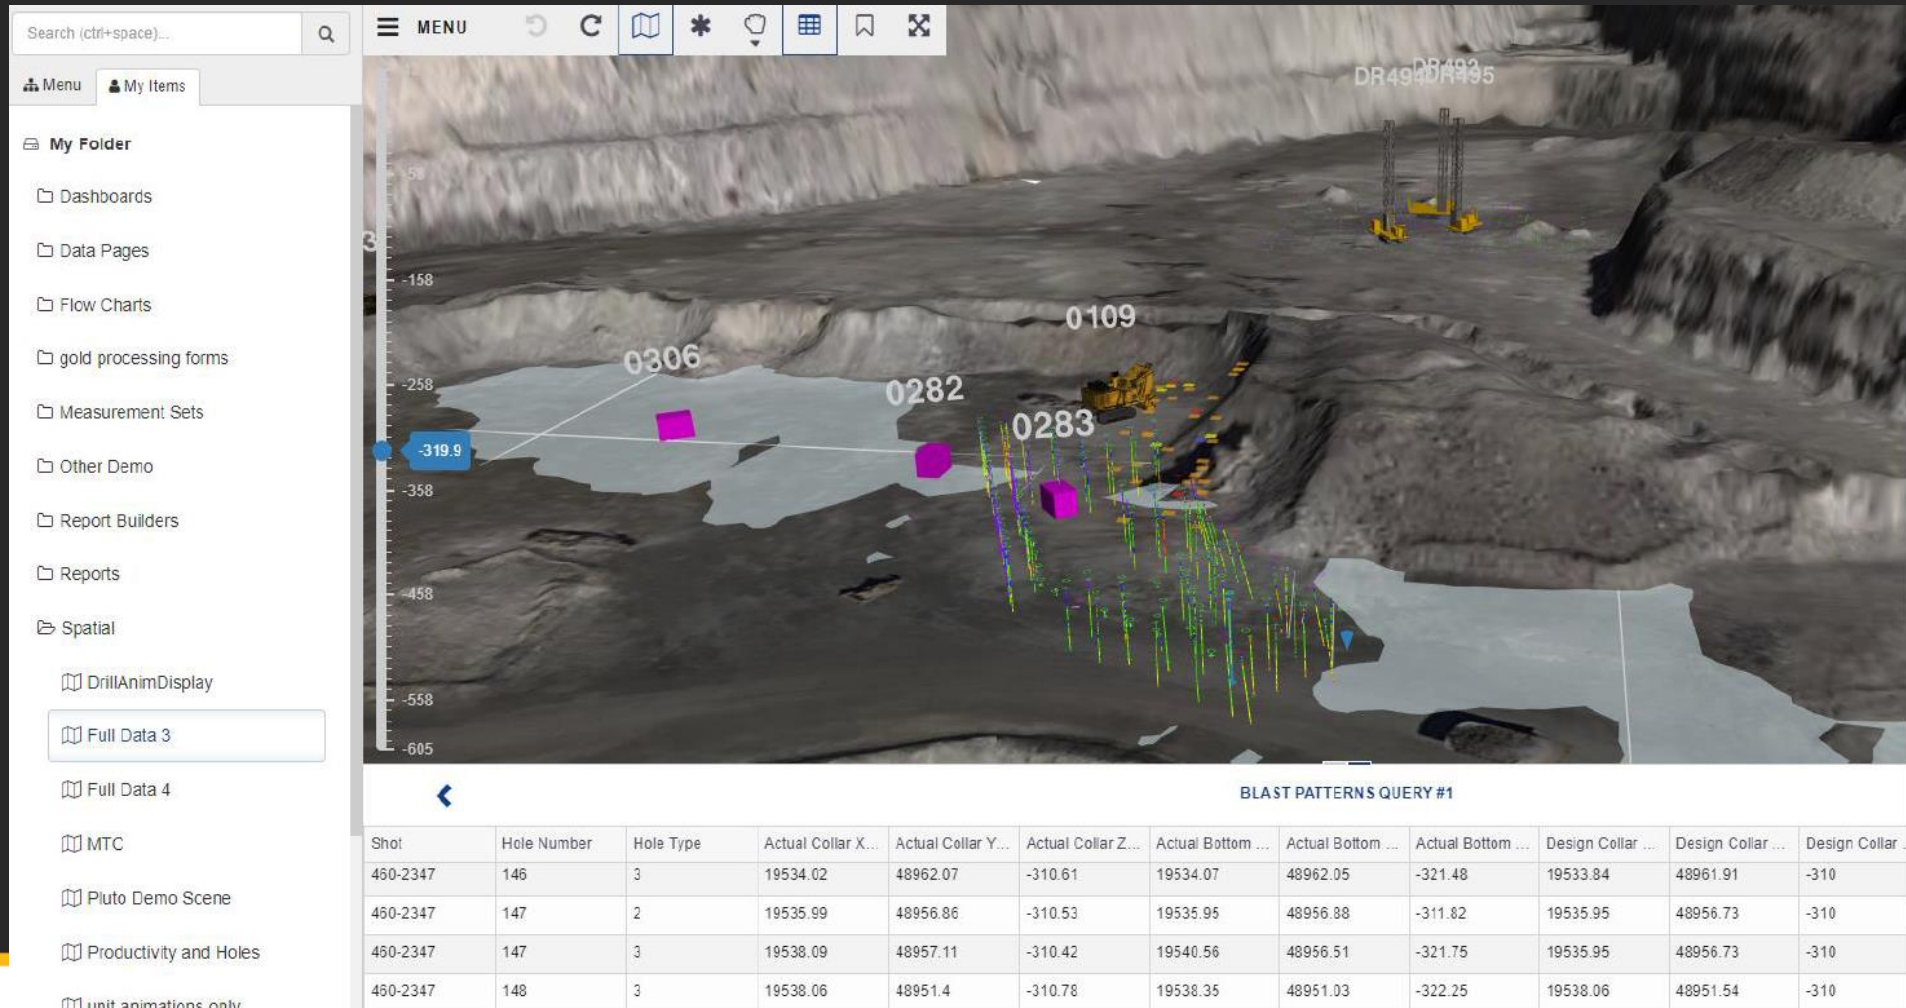 Search (ctrl+space)...
MENU
Menu
My Items
My Folder
Dashboards
Data Pages
Flow Charts
gold processing forms
Measurement Sets
Other Demo
Report Builders
Reports
Spatial
DrillAnimDisplay
Full Data 3
Full Data 4
MTC
Pluto Demo Scene
Productivity and Holes
unit animations only
DR493
DR495
-58
3
-158
0109
0306
-258
0282
0283
-319.9
-358
-458
-558
-605
BLAST PATTERNS QUERY #1
Shot Hole Number Hole Type Actual Collar X... Actual Collar Y... Actual Collar Z... Actual Bottom ... Actual Bottom ... Actual Bottom ... Design Collar ... Design Collar ... Design Collar
460-2347 146 3 19534.02 48962.07 -310.61 19534.07 48962.05 -321.48 19533.84 48961.91 -310
460-2347 147 2 19535.99 48956.86 -310.53 19535.95 48956.88 -311.82 19535.95 48956.73 -310
460-2347 147 3 19538.09 48957.11 -310.42 19540.56 48956.51 -321.75 19535.95 48956.73 -310
460-2347 148 3 19538.06 48951.4 -310.78 19538.35 48951.03 -322.25 19538.06 48951.54 -310